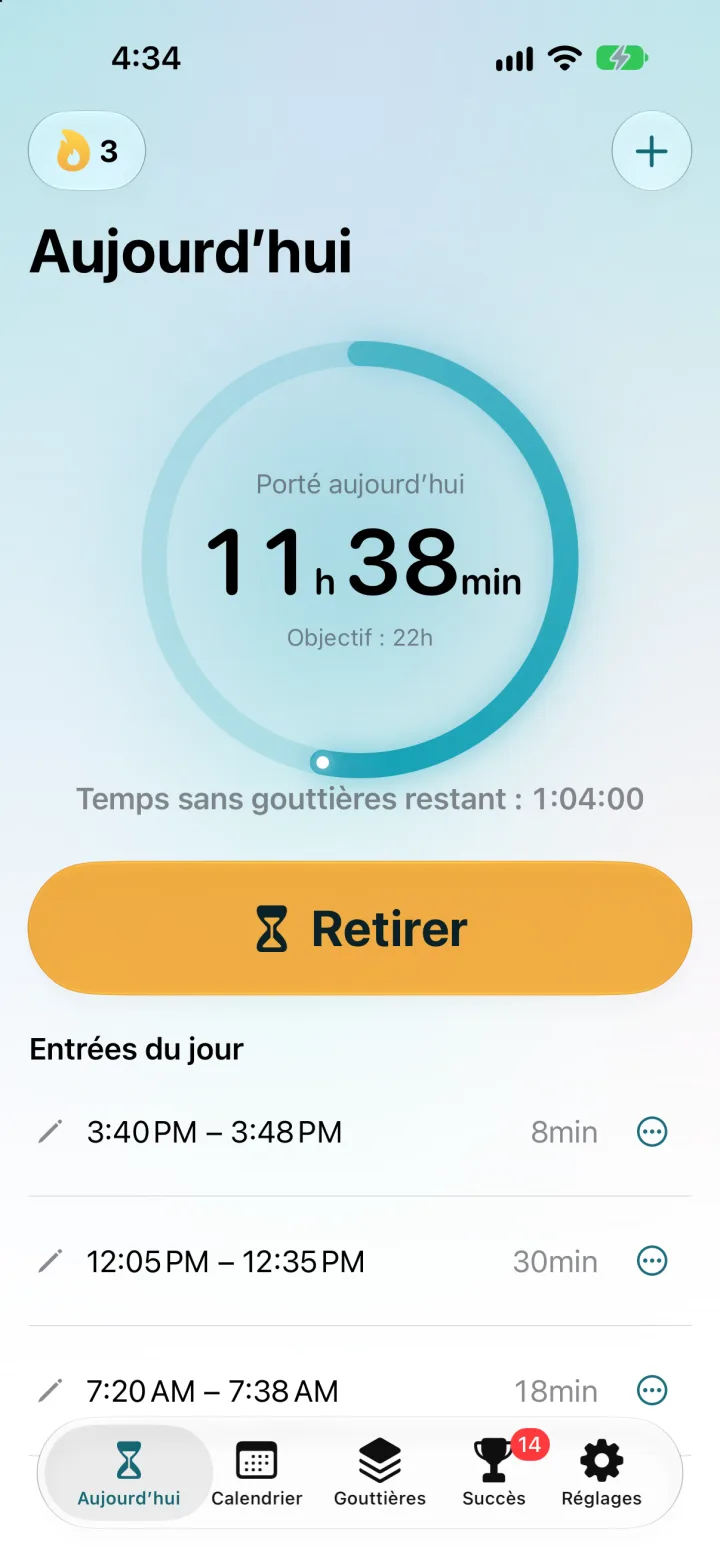 4:34
3
Aujourd’hui
Porté aujourd’hui
11h 38min
Objectif : 22h
Temps sans gouttières restant : 1:04:00
Retirer
Entrées du jour
3:40 PM – 3:48 PM 8min
12:05 PM – 12:35 PM 30min
7:20 AM – 7:38 AM 18min
14
Aujourd’hui Calendrier Gouttières Succès Réglages